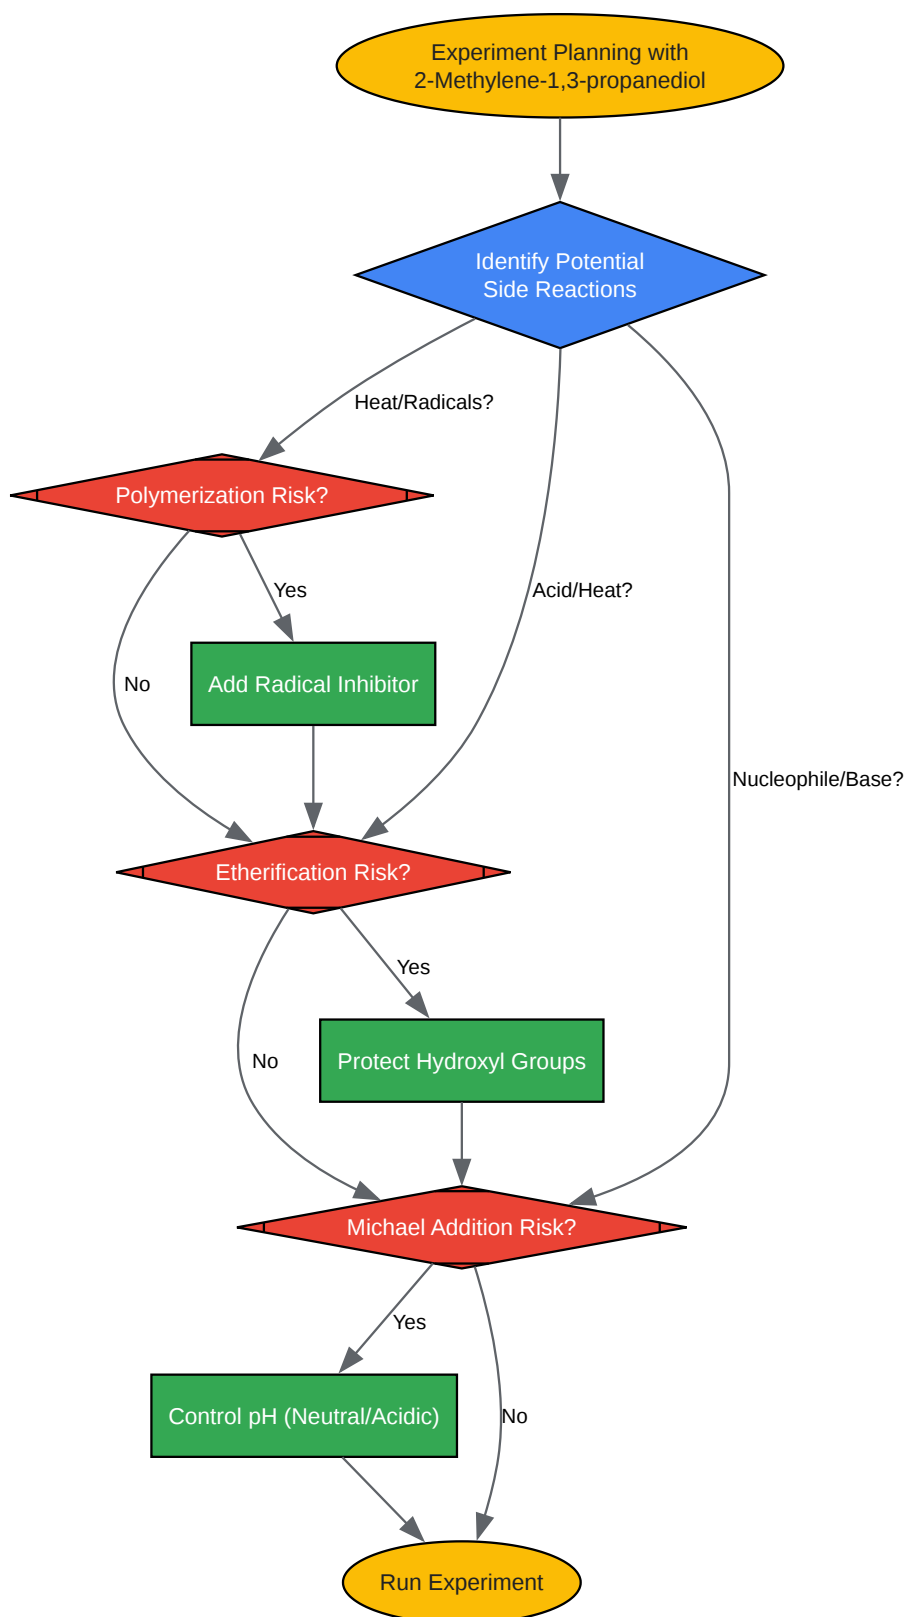 Experiment Planning with
2-Methylene-1,3-propanediol
Identify Potential
Side Reactions
Heat/Radicals?
Polymerization Risk?
Yes
Acid/Heat?
No
Add Radical Inhibitor
Nucleophile/Base?
Etherification Risk?
Yes
No
Protect Hydroxyl Groups
Michael Addition Risk?
Yes
Control pH (Neutral/Acidic)
No
Run Experiment